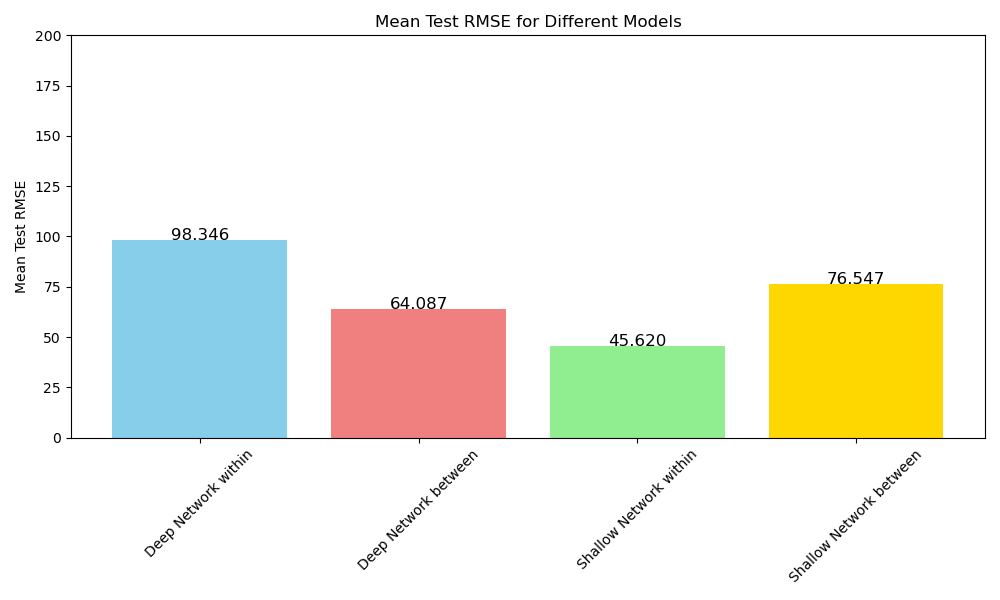 Mean Test RMSE for Different Models
Mean Test RMSE
200
175
150
125
100
75
50
25
0
98.346
64.087
45.620
76.547
Deep Network within
Deep Network between
Shallow Network within
Shallow Network between